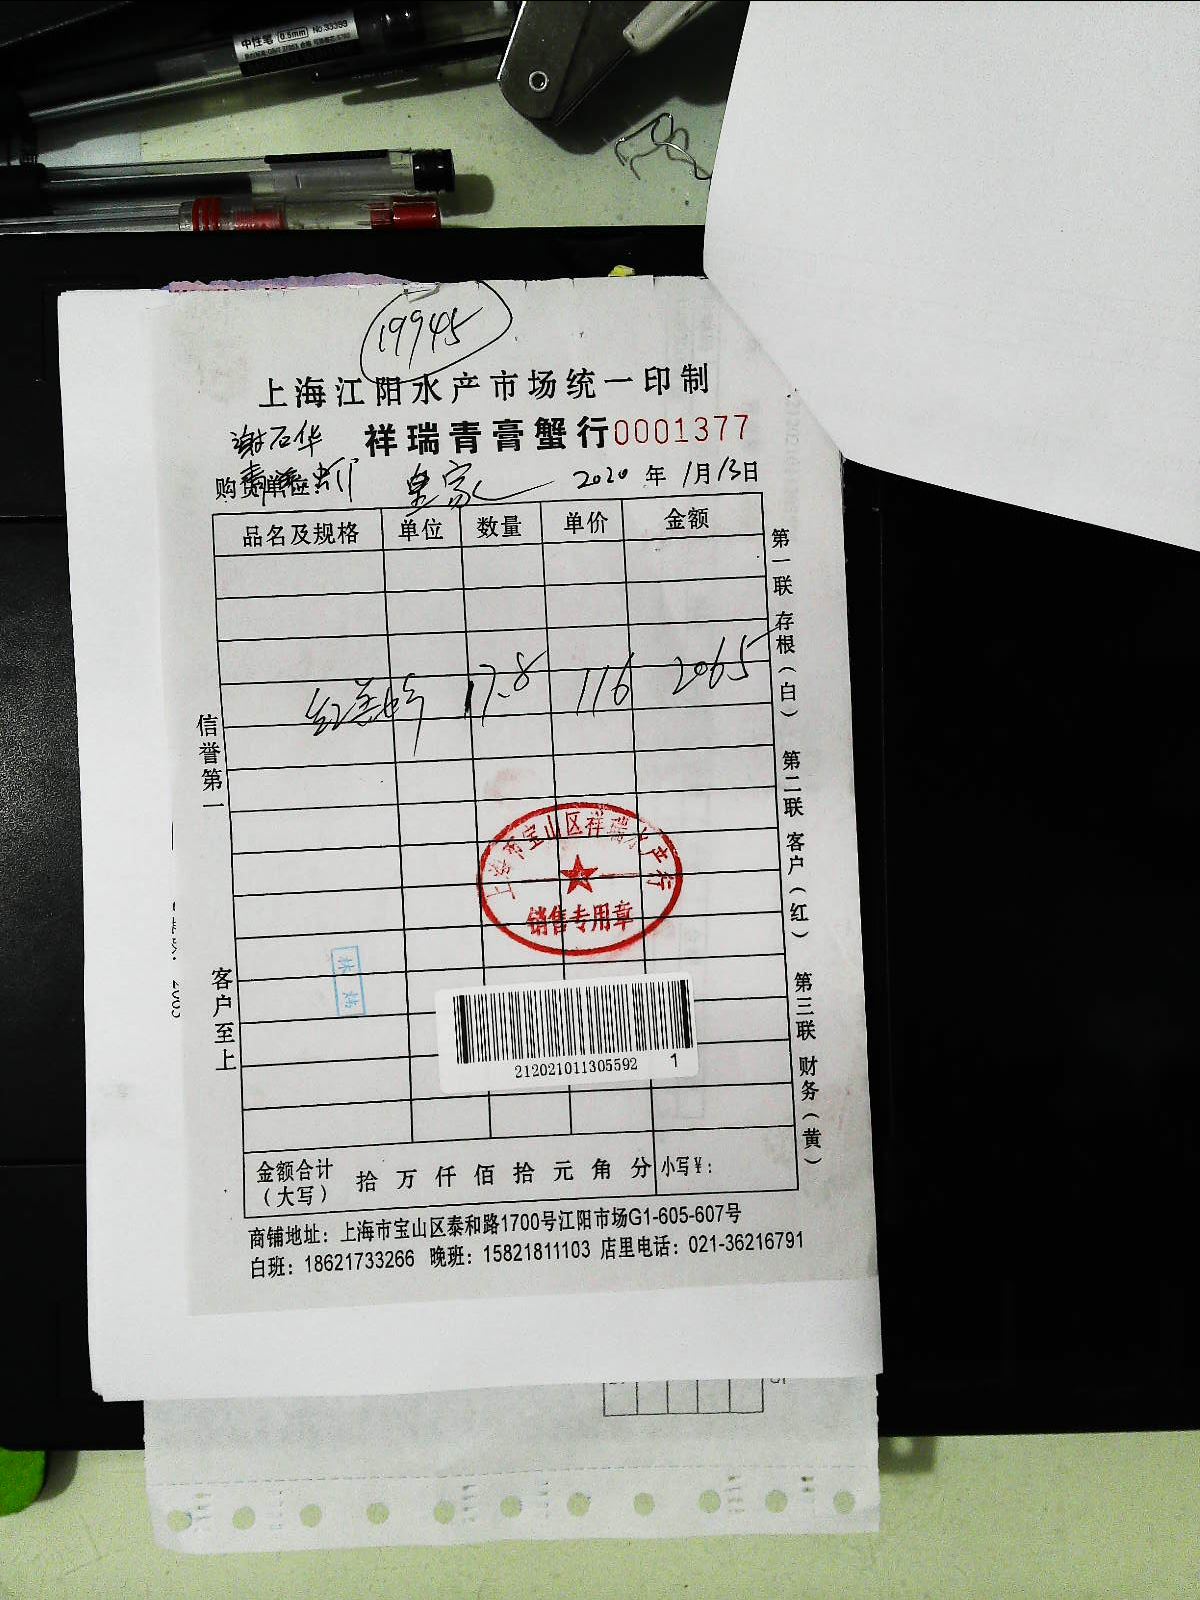 中性笔 0.5mm No.33399
19945
上海江阳水产市场统一印制
谢石华 祥瑞青膏蟹行0001377
购货单位: 皇家 2020 年 1月13日
品名及规格 单位 数量 单价 金额
17.8 116 2065
信誉第一
客户至上
第一联 存根(白) 第二联 客户(红) 第三联 财务(黄)
上海市宝山区祥瑞水产行
销售专用章
212021011305592 1
金额合计(大写) 拾 万 仟 佰 拾 元 角 分 小写¥:
商铺地址: 上海市宝山区泰和路1700号江阳市场G1-605-607号
白班: 18621733266 晚班: 15821811103 店里电话: 021-36216791